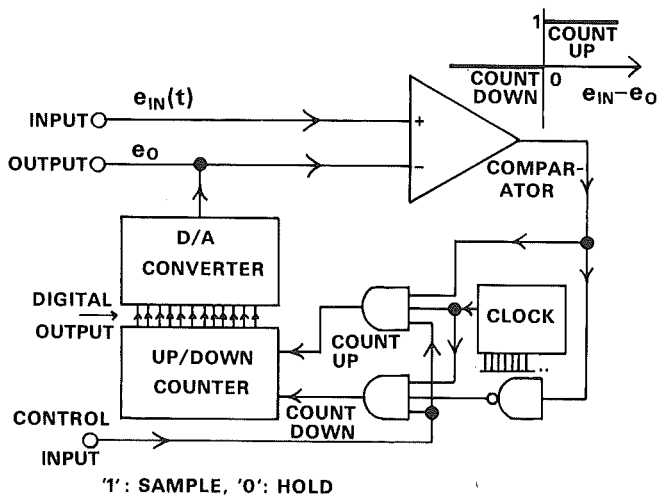 1
COUNT
UP
COUNT
DOWN
0
eIN–eO
INPUT
eIN(t)
+
OUTPUT
eO
–
COMPAR-
ATOR
D/A
CONVERTER
DIGITAL
OUTPUT
UP/DOWN
COUNTER
COUNT
UP
CLOCK
..
COUNT
DOWN
CONTROL
INPUT
'1': SAMPLE, '0': HOLD